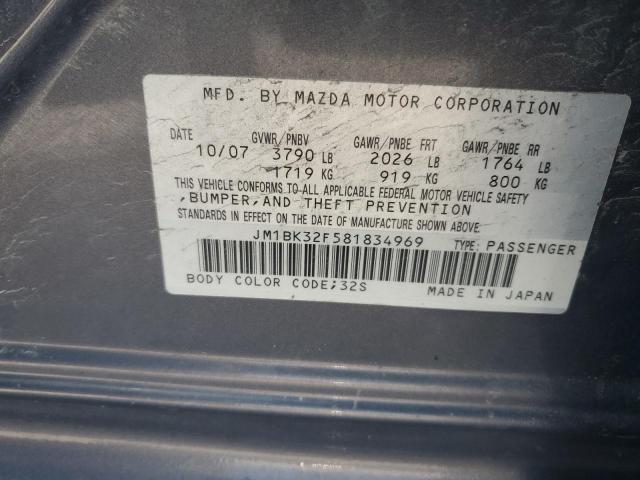 MFD. BY MAZDA MOTOR CORPORATION
DATE GVWR/PNBV GAWR/PNBE FRT GAWR/PNBE RR
10/07 3790 LB 2026 LB 1764 LB
1719 KG 919 KG 800 KG
THIS VEHICLE CONFORMS TO ALL APPLICABLE FEDERAL MOTOR VEHICLE SAFETY
,BUMPER,AND THEFT PREVENTION
STANDARDS IN EFFECT ON THE DATE OF MANUFACTURE SHOWN ABOVE.
JM1BK32F581834969 TYPE: PASSENGER
BODY COLOR CODE;32S MADE IN JAPAN